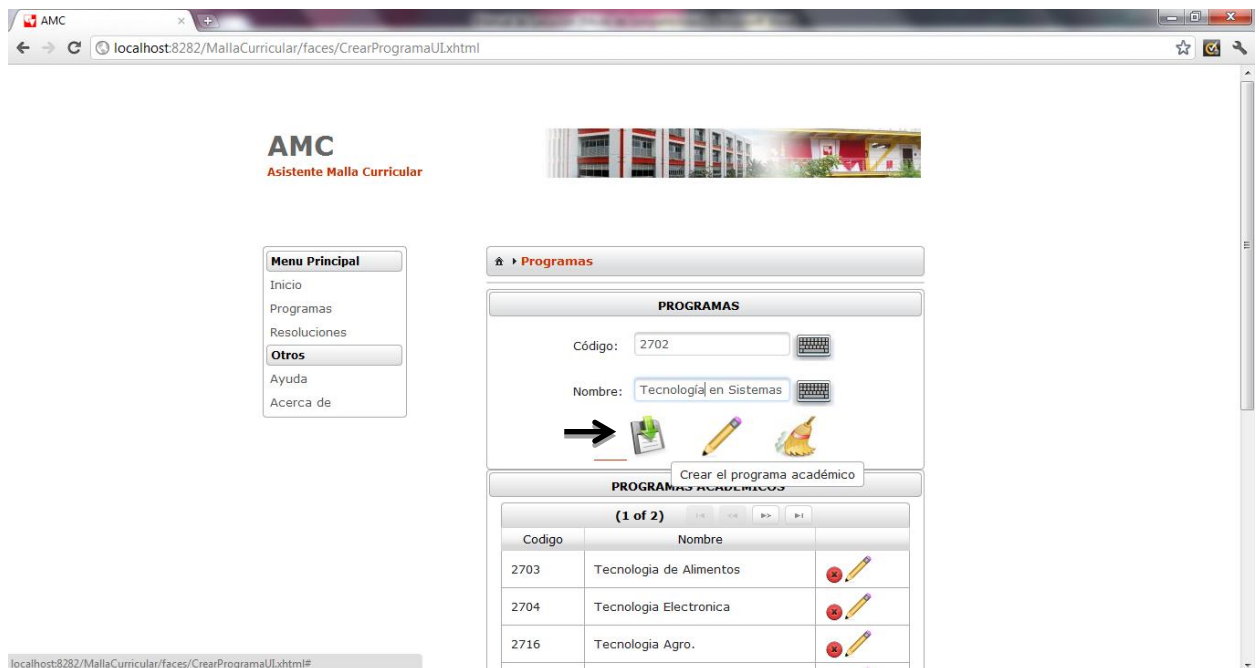 AMC
localhost:8282/MallaCurricular/faces/CrearProgramaUI.xhtml
AMC
Asistente Malla Curricular
Menu Principal
Inicio
Programas
Resoluciones
Otros
Ayuda
Acerca de
Programas
PROGRAMAS
Código: 2702
Nombre: Tecnología en Sistemas
Crear el programa académico
PROGRAMAS ACADEMICOS
(1 of 2)
Codigo Nombre
2703 Tecnologia de Alimentos
2704 Tecnologia Electronica
2716 Tecnologia Agro.
localhost:8282/MallaCurricular/faces/CrearProgramaUI.xhtml#